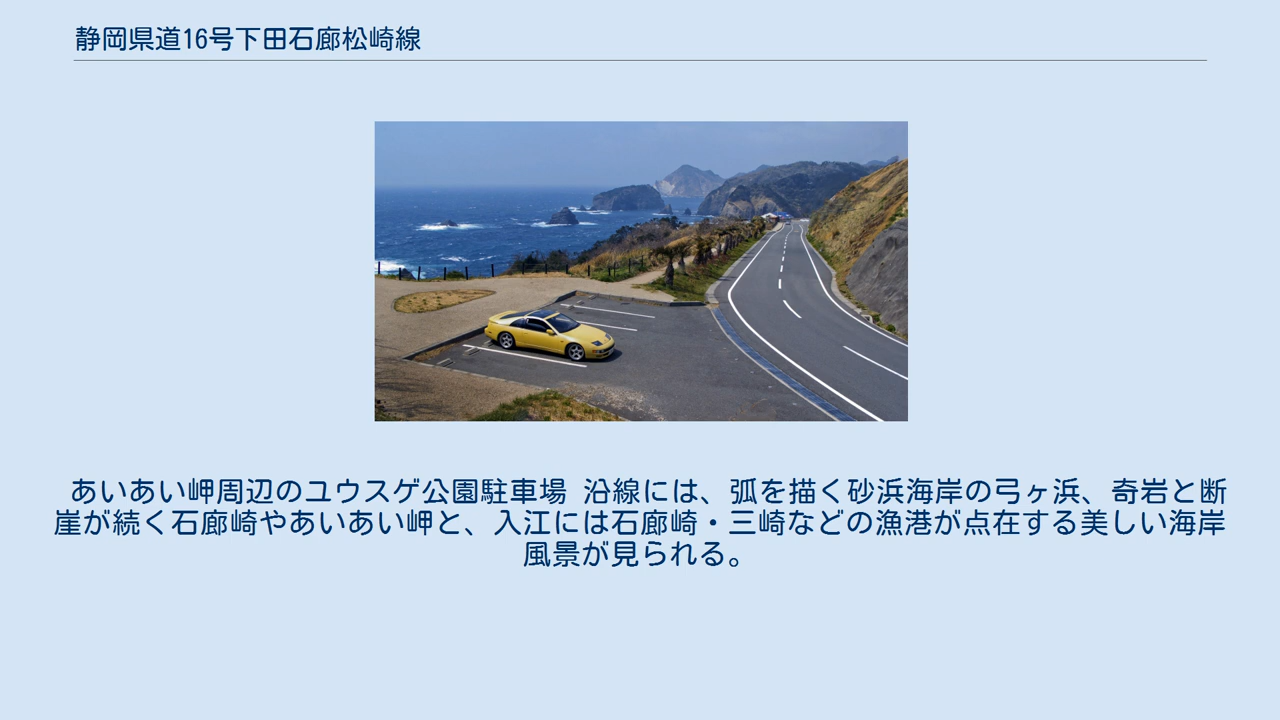 静岡県道16号下田石廊松崎線
あいあい岬周辺のユウスゲ公園駐車場 沿線には、弧を描く砂浜海岸の弓ヶ浜、奇岩と断
崖が続く石廊崎やあいあい岬と、入江には石廊崎・三崎などの漁港が点在する美しい海岸
風景が見られる。